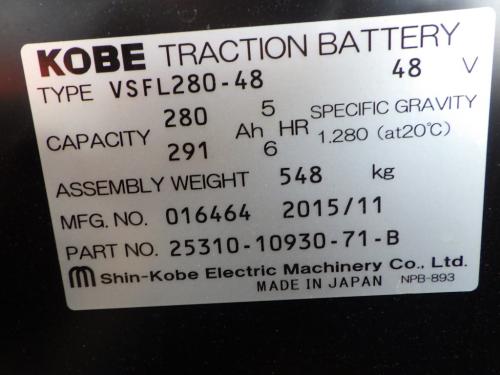 KOBE TRACTION BATTERY
TYPE VSFL280-48 48 V
CAPACITY 280 Ah 5 HR SPECIFIC GRAVITY
291 6 1.280 (at20℃)
ASSEMBLY WEIGHT 548 kg
MFG. NO. 016464 2015/11
PART NO. 25310-10930-71-B
Shin-Kobe Electric Machinery Co., Ltd.
MADE IN JAPAN NPB-893